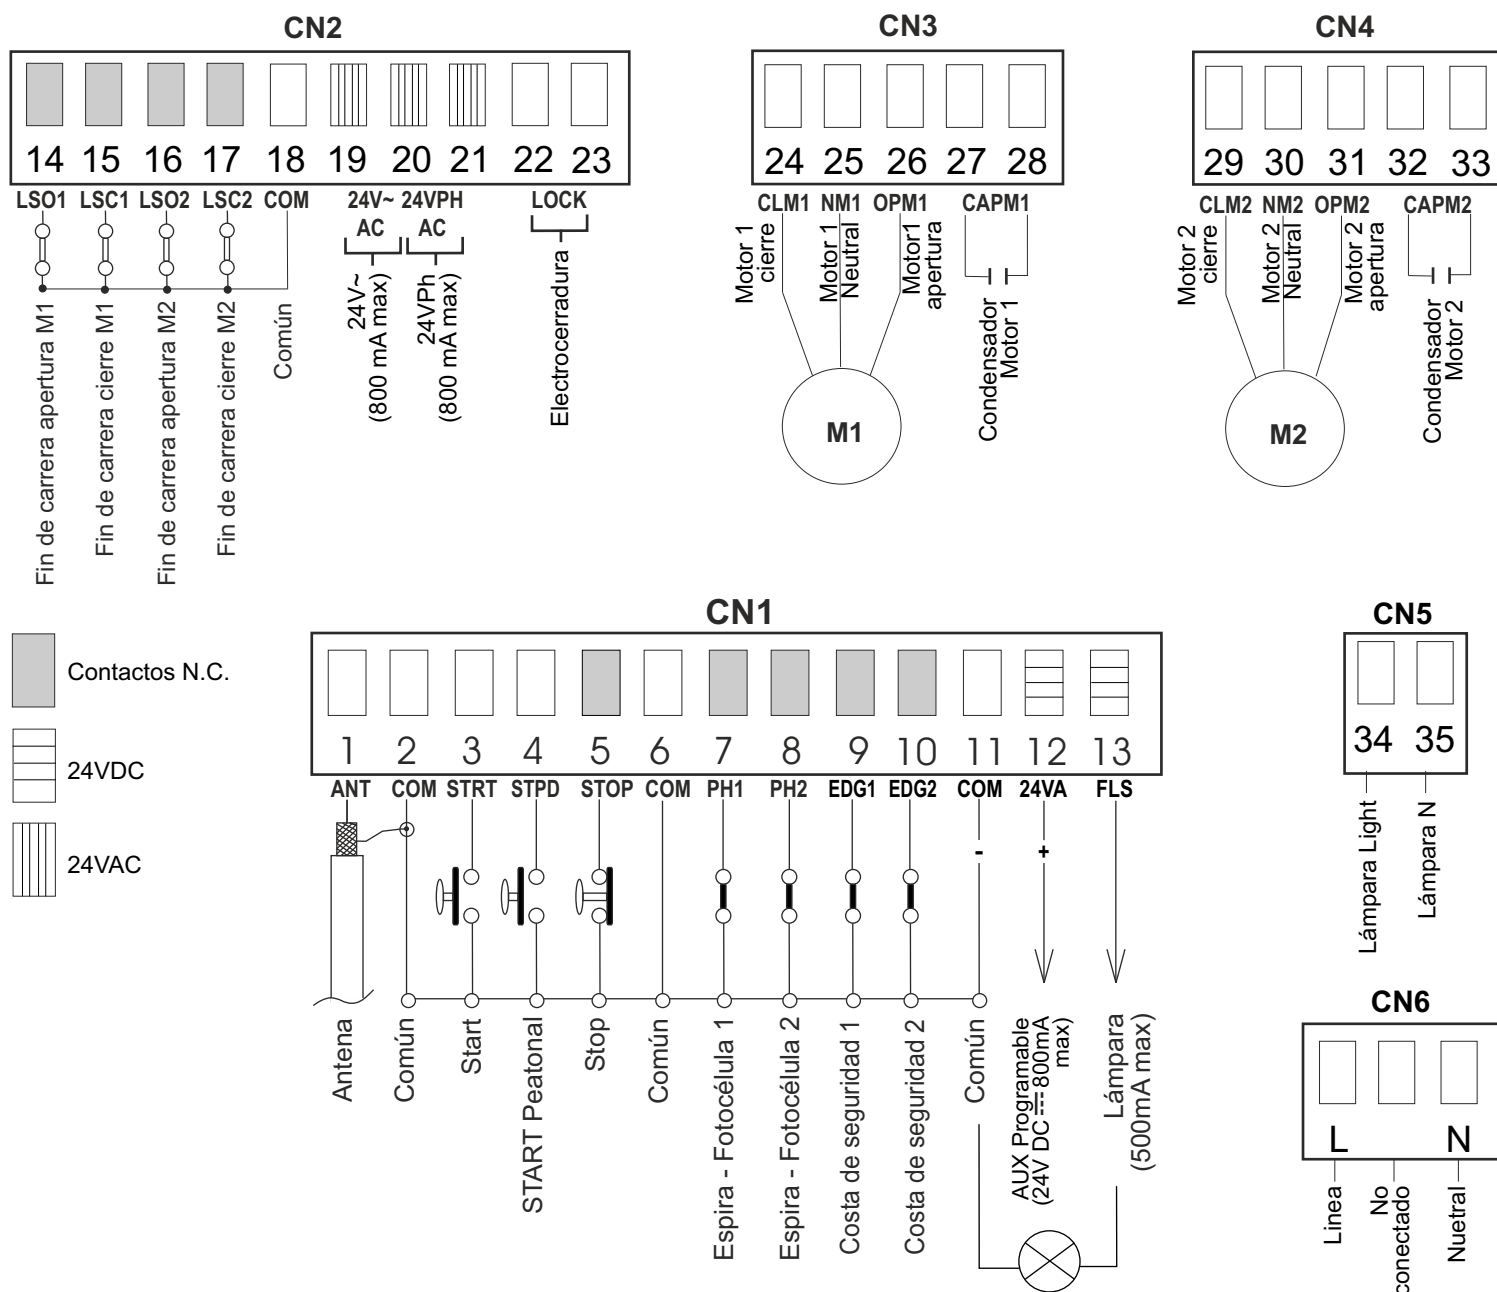 CN2
14 15 16 17 18 19 20 21 22 23
LSO1 LSC1 LSO2 LSC2 COM 24V~ 24VPH LOCK
AC AC
Fin de carrera apertura M1
Fin de carrera cierre M1
Fin de carrera apertura M2
Fin de carrera cierre M2
Común
24V~
(800 mA max)
24VPh
(800 mA max)
Electrocerradura
CN3
24 25 26 27 28
CLM1 NM1 OPM1 CAPM1
Motor 1
cierre
Motor 1
Neutral
Motor1
apertura
Condensador
Motor 1
M1
CN4
29 30 31 32 33
CLM2 NM2 OPM2 CAPM2
Motor 2
cierre
Motor 2
Neutral
Motor 2
apertura
Condensador
Motor 2
M2
Contactos N.C.
24VDC
24VAC
CN1
1 2 3 4 5 6 7 8 9 10 11 12 13
ANT COM STRT STPD STOP COM PH1 PH2 EDG1 EDG2 COM 24VA FLS
- +
Antena
Común
Start
START Peatonal
Stop
Común
Espira - Fotocélula 1
Espira - Fotocélula 2
Costa de seguridad 1
Costa de seguridad 2
Común
AUX Programable
(24V DC ⎓ 800mA
max)
Lámpara
(500mA max)
CN5
34 35
Lámpara Light
Lámpara N
CN6
L N
Linea
No
conectado
Nuetral